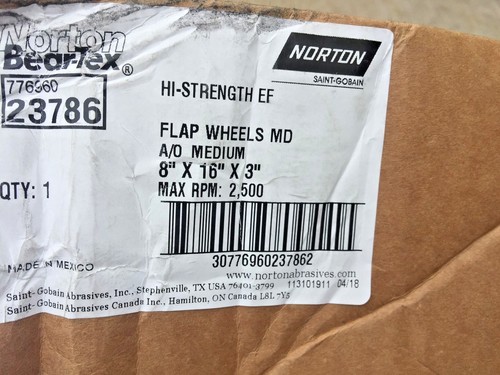 Norton
Bear-Tex®
776960
23786
QTY: 1
MADE IN MEXICO
NORTON
SAINT-GOBAIN
HI-STRENGTH EF
FLAP WHEELS MD
A/O MEDIUM
8" X 16" X 3"
MAX RPM: 2,500
30776960237862
www.nortonabrasives.com
Saint-Gobain Abrasives, Inc., Stephenville, TX USA 76401-3799 113101911 04/18
Saint-Gobain Abrasives Canada Inc., Hamilton, ON Canada L8L 7Y5